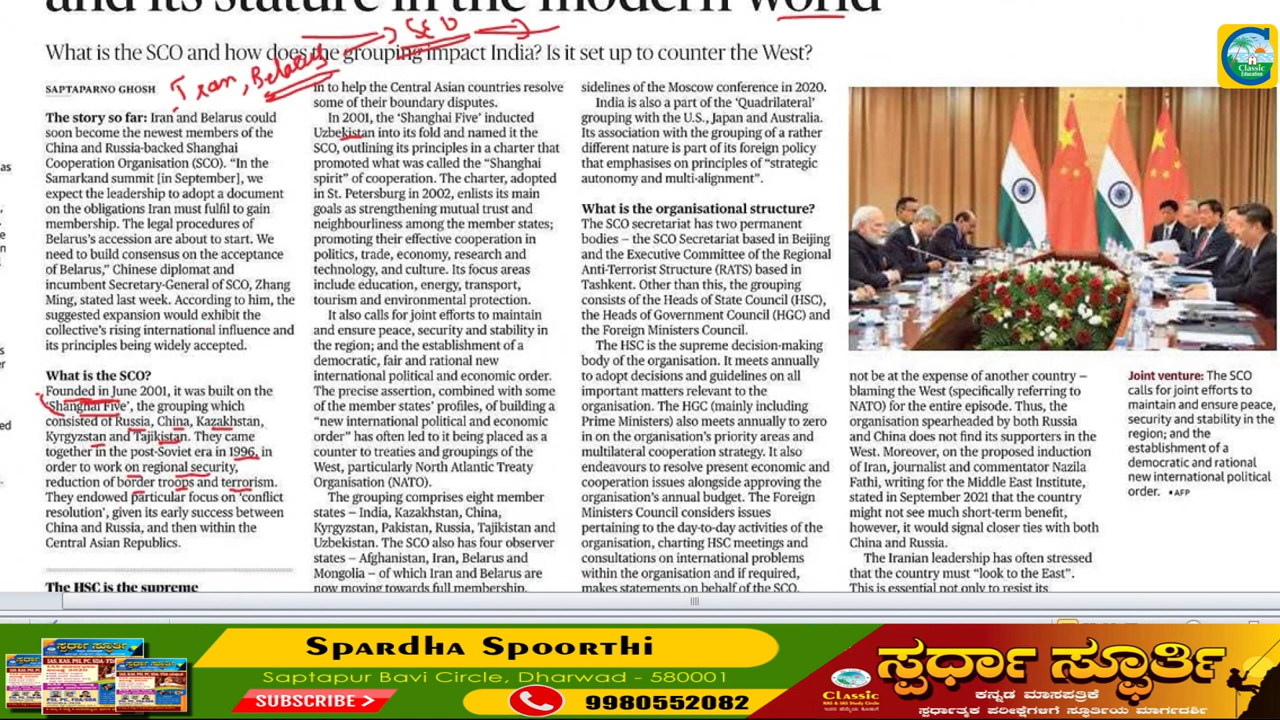 and its stature in the modern world
SCO
What is the SCO and how does the grouping impact India? Is it set up to counter the West?
Iran, Belarus
SAPTAPARNO GHOSH
The story so far: Iran and Belarus could
soon become the newest members of the
China and Russia-backed Shanghai
Cooperation Organisation (SCO). “In the
Samarkand summit [in September], we
expect the leadership to adopt a document
on the obligations Iran must fulfil to gain
membership. The legal procedures of
Belarus’s accession are about to start. We
need to build consensus on the acceptance
of Belarus,” Chinese diplomat and
incumbent Secretary-General of SCO, Zhang
Ming, stated last week. According to him, the
suggested expansion would exhibit the
collective’s rising international influence and
its principles being widely accepted.
What is the SCO?
Founded in June 2001, it was built on the
‘Shanghai Five’, the grouping which
consisted of Russia, China, Kazakhstan,
Kyrgyzstan and Tajikistan. They came
together in the post-Soviet era in 1996, in
order to work on regional security,
reduction of border troops and terrorism.
They endowed particular focus on ‘conflict
resolution’, given its early success between
China and Russia, and then within the
Central Asian Republics.
The HSC is the supreme
in to help the Central Asian countries resolve
some of their boundary disputes.
In 2001, the ‘Shanghai Five’ inducted
Uzbekistan into its fold and named it the
SCO, outlining its principles in a charter that
promoted what was called the “Shanghai
spirit” of cooperation. The charter, adopted
in St. Petersburg in 2002, enlists its main
goals as strengthening mutual trust and
neighbourliness among the member states;
promoting their effective cooperation in
politics, trade, economy, research and
technology, and culture. Its focus areas
include education, energy, transport,
tourism and environmental protection.
It also calls for joint efforts to maintain
and ensure peace, security and stability in
the region; and the establishment of a
democratic, fair and rational new
international political and economic order.
The precise assertion, combined with some
of the member states’ profiles, of building a
“new international political and economic
order” has often led to it being placed as a
counter to treaties and groupings of the
West, particularly North Atlantic Treaty
Organisation (NATO).
The grouping comprises eight member
states – India, Kazakhstan, China,
Kyrgyzstan, Pakistan, Russia, Tajikistan and
Uzbekistan. The SCO also has four observer
states – Afghanistan, Iran, Belarus and
Mongolia – of which Iran and Belarus are
now moving towards full membership.
sidelines of the Moscow conference in 2020.
India is also a part of the ‘Quadrilateral’
grouping with the U.S., Japan and Australia.
Its association with the grouping of a rather
different nature is part of its foreign policy
that emphasises on principles of “strategic
autonomy and multi-alignment”.
What is the organisational structure?
The SCO secretariat has two permanent
bodies – the SCO Secretariat based in Beijing
and the Executive Committee of the Regional
Anti-Terrorist Structure (RATS) based in
Tashkent. Other than this, the grouping
consists of the Heads of State Council (HSC),
the Heads of Government Council (HGC) and
the Foreign Ministers Council.
The HSC is the supreme decision-making
body of the organisation. It meets annually
to adopt decisions and guidelines on all
important matters relevant to the
organisation. The HGC (mainly including
Prime Ministers) also meets annually to zero
in on the organisation’s priority areas and
multilateral cooperation strategy. It also
endeavours to resolve present economic and
cooperation issues alongside approving the
organisation’s annual budget. The Foreign
Ministers Council considers issues
pertaining to the day-to-day activities of the
organisation, charting HSC meetings and
consultations on international problems
within the organisation and if required,
makes statements on behalf of the SCO.
not be at the expense of another country –
blaming the West (specifically referring to
NATO) for the entire episode. Thus, the
organisation spearheaded by both Russia
and China does not find its supporters in the
West. Moreover, on the proposed induction
of Iran, journalist and commentator Nazila
Fathi, writing for the Middle East Institute,
stated in September 2021 that the country
might not see much short-term benefit,
however, it would signal closer ties with both
China and Russia.
The Iranian leadership has often stressed
that the country must “look to the East”.
This is essential not only to resist its
Joint venture: The SCO
calls for joint efforts to
maintain and ensure peace,
security and stability in the
region; and the
establishment of a
democratic and rational
new international political
order. • AFP
Classic
Education
Spardha Spoorthi
Saptapur Bavi Circle, Dharwad - 580001
SUBSCRIBE
9980552082
ಸ್ಪರ್ಧಾ ಸ್ಫೂರ್ತಿ
ಕನ್ನಡ ಮಾಸಪತ್ರಿಕೆ
ಸ್ಪರ್ಧಾತ್ಮಕ ಪರೀಕ್ಷೆಗಳಿಗೆ ಸ್ಫೂರ್ತಿಯ ಮಾರ್ಗದರ್ಶಿ
Classic